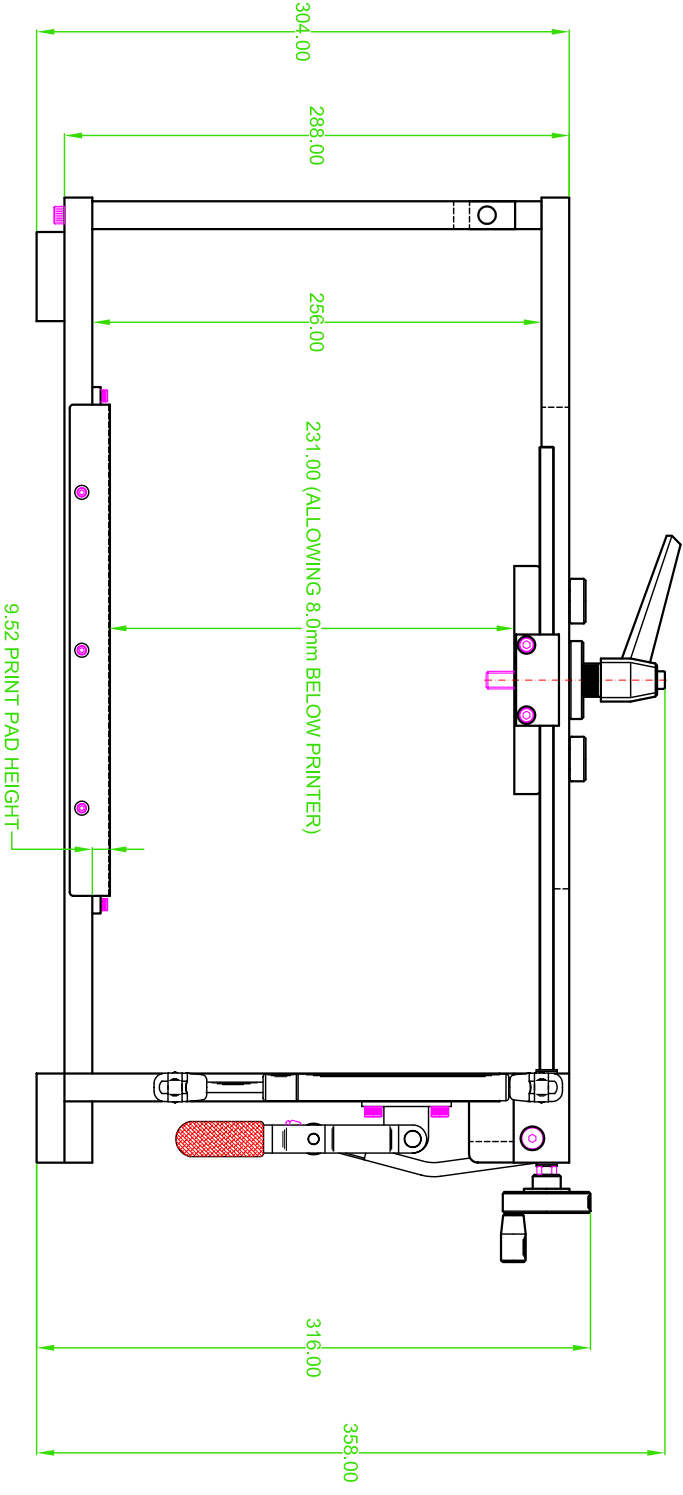 304.00
288.00
256.00
231.00 (ALLOWING 8.0mm BELOW PRINTER)
9.52 PRINT PAD HEIGHT
316.00
358.00